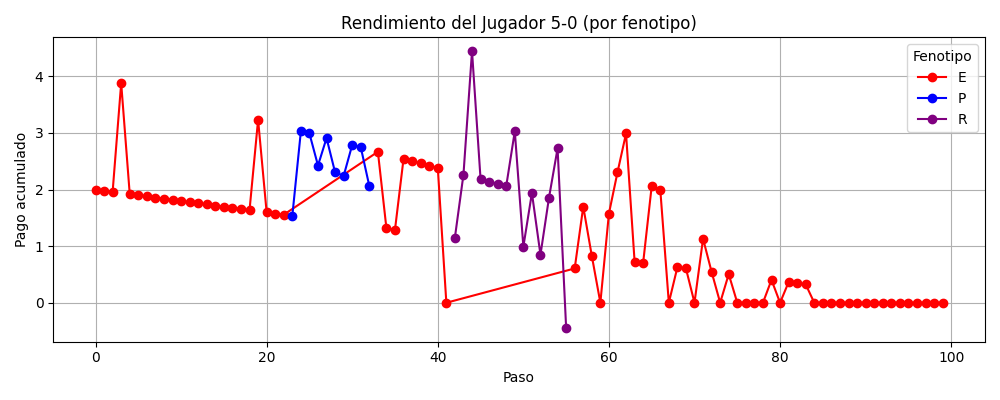 Rendimiento del Jugador 5-0 (por fenotipo)
Fenotipo
E
P
R
Pago acumulado
4
3
2
1
0
0 20 40 60 80 100
Paso